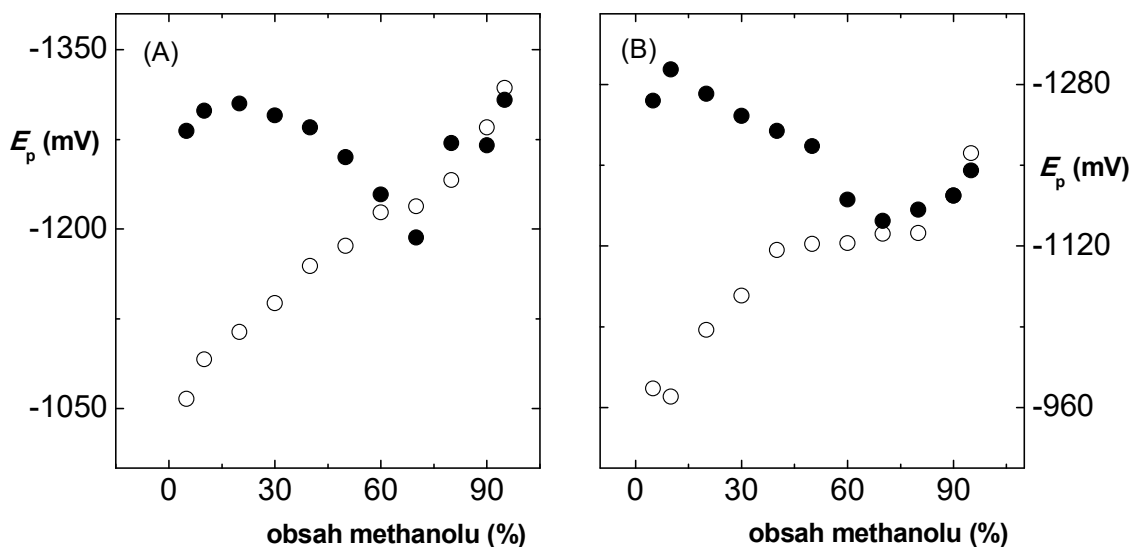 (A)
-1350
-1200
-1050
E_p (mV)
0 30 60 90
obsah methanolu (%)
(B)
-1280
-1120
-960
E_p (mV)
0 30 60 90
obsah methanolu (%)